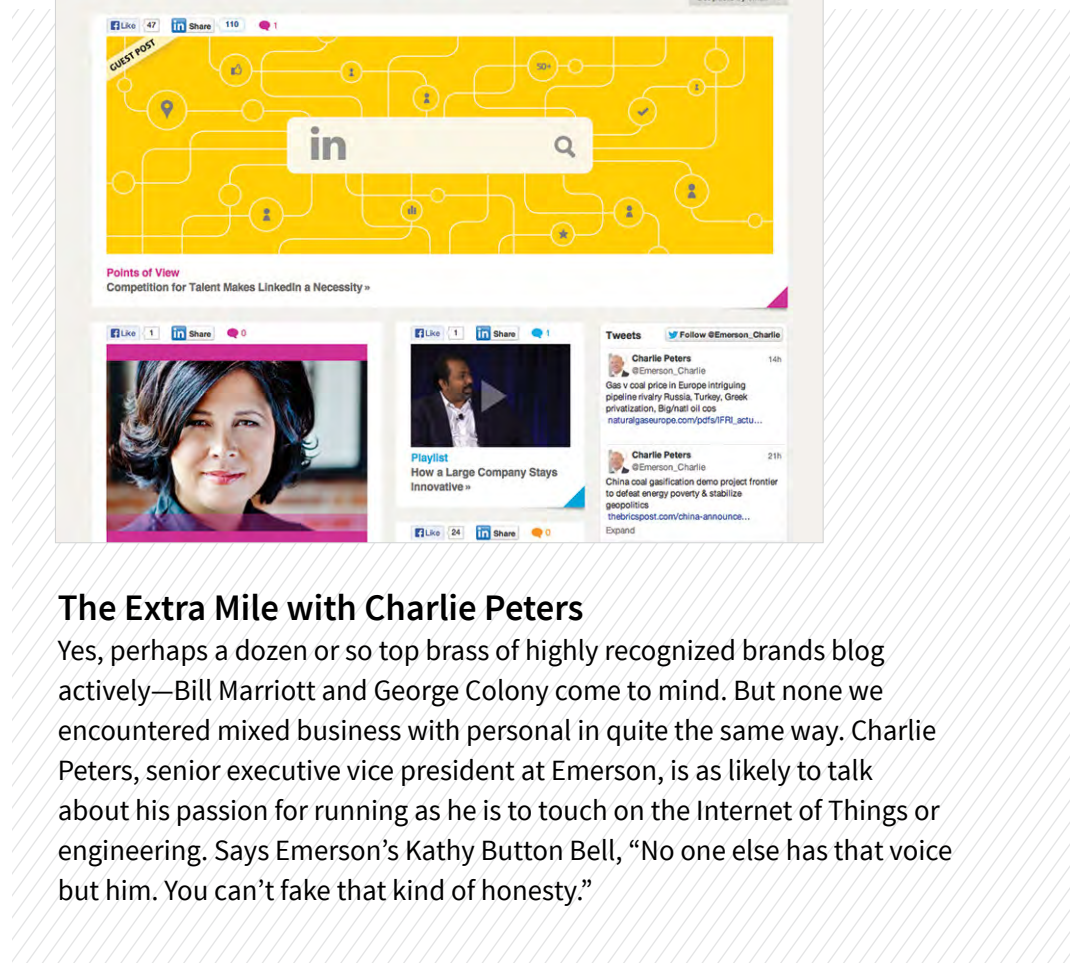 Like 47 in Share 110 1
GUEST POST
50+
in
Points of View
Competition for Talent Makes LinkedIn a Necessity »
Like 1 in Share 0
Like 1 in Share 1
Playlist
How a Large Company Stays
Innovative »
Like 24 in Share 0
Tweets Follow @Emerson_Charlie
Charlie Peters 14h
@Emerson_Charlie
Gas v coal price in Europe intriguing
pipeline rivalry Russia, Turkey, Greek
privatization, Big/natl oil cos
naturalgaseurope.com/pdfs/IFRI_actu...
Charlie Peters 21h
@Emerson_Charlie
China coal gasification demo project frontier
to defeat energy poverty & stabilize
geopolitics
thebricspost.com/china-announce...
Expand
The Extra Mile with Charlie Peters
Yes, perhaps a dozen or so top brass of highly recognized brands blog
actively—Bill Marriott and George Colony come to mind. But none we
encountered mixed business with personal in quite the same way. Charlie
Peters, senior executive vice president at Emerson, is as likely to talk
about his passion for running as he is to touch on the Internet of Things or
engineering. Says Emerson’s Kathy Button Bell, “No one else has that voice
but him. You can’t fake that kind of honesty.”